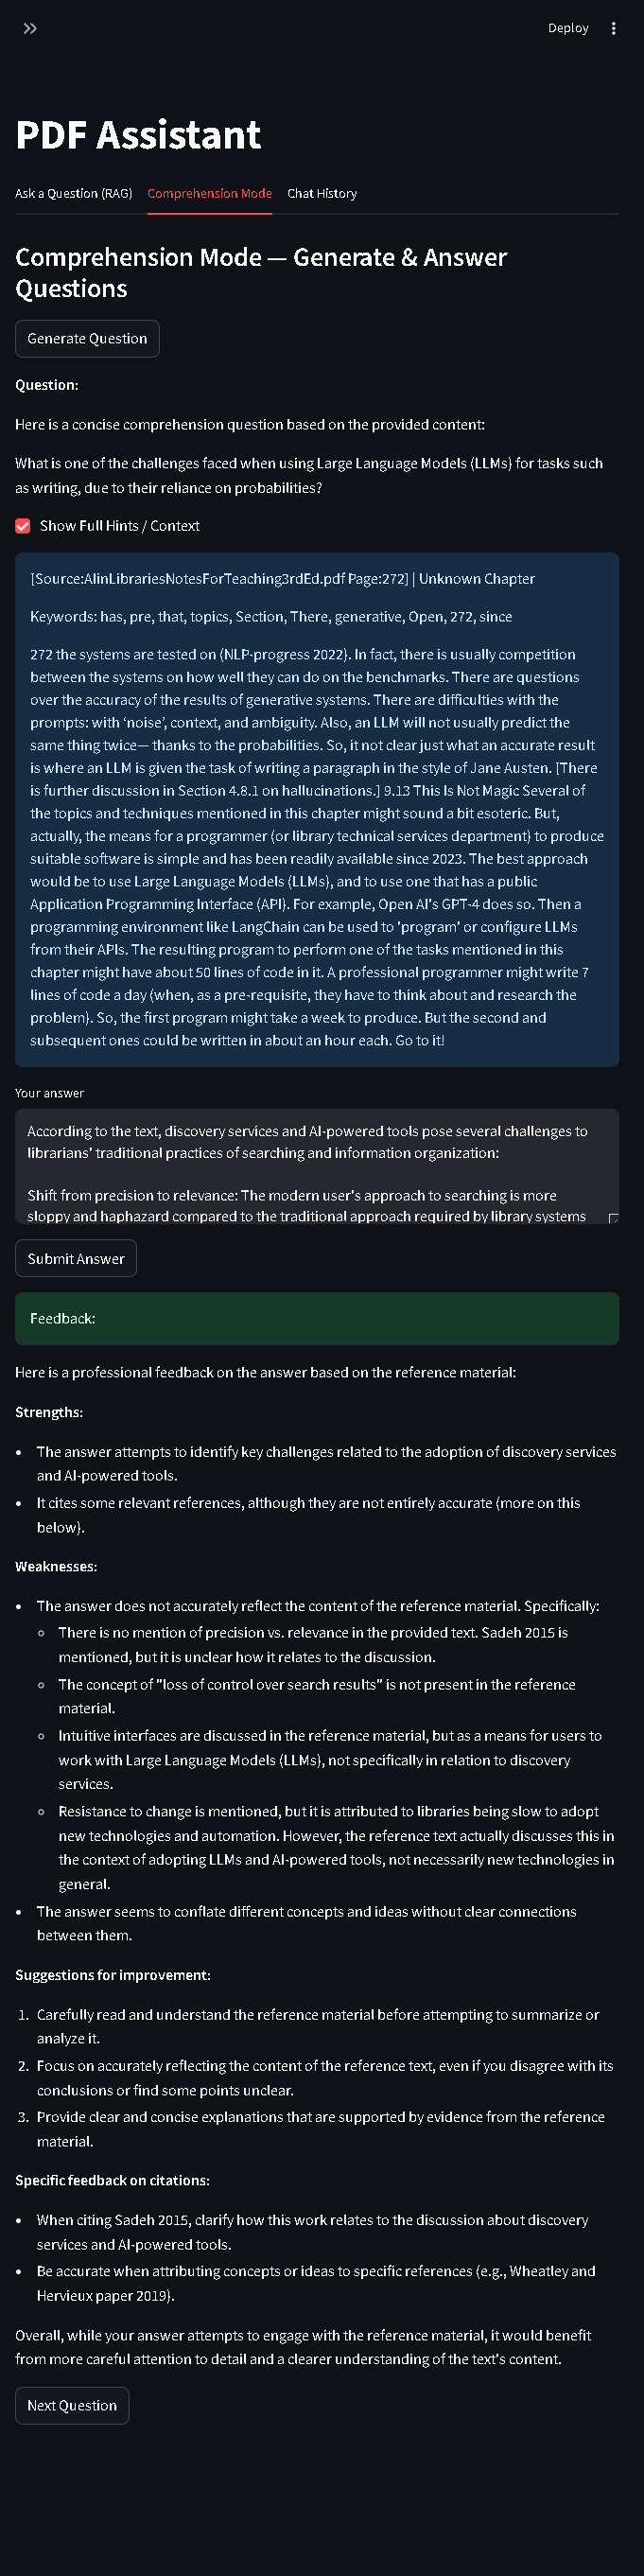 Deploy
PDF Assistant
Ask a Question (RAG) Comprehension Mode Chat History
Comprehension Mode — Generate & Answer
Questions
Generate Question
Question:
Here is a concise comprehension question based on the provided content:
What is one of the challenges faced when using Large Language Models (LLMs) for tasks such
as writing, due to their reliance on probabilities?
Show Full Hints / Context
[Source:AIinLibrariesNotesForTeaching3rdEd.pdf Page:272] | Unknown Chapter
Keywords: has, pre, that, topics, Section, There, generative, Open, 272, since
272 the systems are tested on (NLP-progress 2022). In fact, there is usually competition
between the systems on how well they can do on the benchmarks. There are questions
over the accuracy of the results of generative systems. There are difficulties with the
prompts: with ‘noise’, context, and ambiguity. Also, an LLM will not usually predict the
same thing twice— thanks to the probabilities. So, it not clear just what an accurate result
is where an LLM is given the task of writing a paragraph in the style of Jane Austen. [There
is further discussion in Section 4.8.1 on hallucinations.] 9.13 This Is Not Magic Several of
the topics and techniques mentioned in this chapter might sound a bit esoteric. But,
actually, the means for a programmer (or library technical services department) to produce
suitable software is simple and has been readily available since 2023. The best approach
would be to use Large Language Models (LLMs), and to use one that has a public
Application Programming Interface (API). For example, Open AI's GPT-4 does so. Then a
programming environment like LangChain can be used to 'program' or configure LLMs
from their APIs. The resulting program to perform one of the tasks mentioned in this
chapter might have about 50 lines of code in it. A professional programmer might write 7
lines of code a day (when, as a pre-requisite, they have to think about and research the
problem). So, the first program might take a week to produce. But the second and
subsequent ones could be written in about an hour each. Go to it!
Your answer
According to the text, discovery services and AI-powered tools pose several challenges to
librarians' traditional practices of searching and information organization:
Shift from precision to relevance: The modern user's approach to searching is more
sloppy and haphazard compared to the traditional approach required by library systems
Submit Answer
Feedback:
Here is a professional feedback on the answer based on the reference material:
Strengths:
• The answer attempts to identify key challenges related to the adoption of discovery services
and AI-powered tools.
• It cites some relevant references, although they are not entirely accurate (more on this
below).
Weaknesses:
• The answer does not accurately reflect the content of the reference material. Specifically:
◦ There is no mention of precision vs. relevance in the provided text. Sadeh 2015 is
mentioned, but it is unclear how it relates to the discussion.
◦ The concept of "loss of control over search results" is not present in the reference
material.
◦ Intuitive interfaces are discussed in the reference material, but as a means for users to
work with Large Language Models (LLMs), not specifically in relation to discovery
services.
◦ Resistance to change is mentioned, but it is attributed to libraries being slow to adopt
new technologies and automation. However, the reference text actually discusses this in
the context of adopting LLMs and AI-powered tools, not necessarily new technologies in
general.
• The answer seems to conflate different concepts and ideas without clear connections
between them.
Suggestions for improvement:
1. Carefully read and understand the reference material before attempting to summarize or
analyze it.
2. Focus on accurately reflecting the content of the reference text, even if you disagree with its
conclusions or find some points unclear.
3. Provide clear and concise explanations that are supported by evidence from the reference
material.
Specific feedback on citations:
• When citing Sadeh 2015, clarify how this work relates to the discussion about discovery
services and AI-powered tools.
• Be accurate when attributing concepts or ideas to specific references (e.g., Wheatley and
Hervieux paper 2019).
Overall, while your answer attempts to engage with the reference material, it would benefit
from more careful attention to detail and a clearer understanding of the text's content.
Next Question